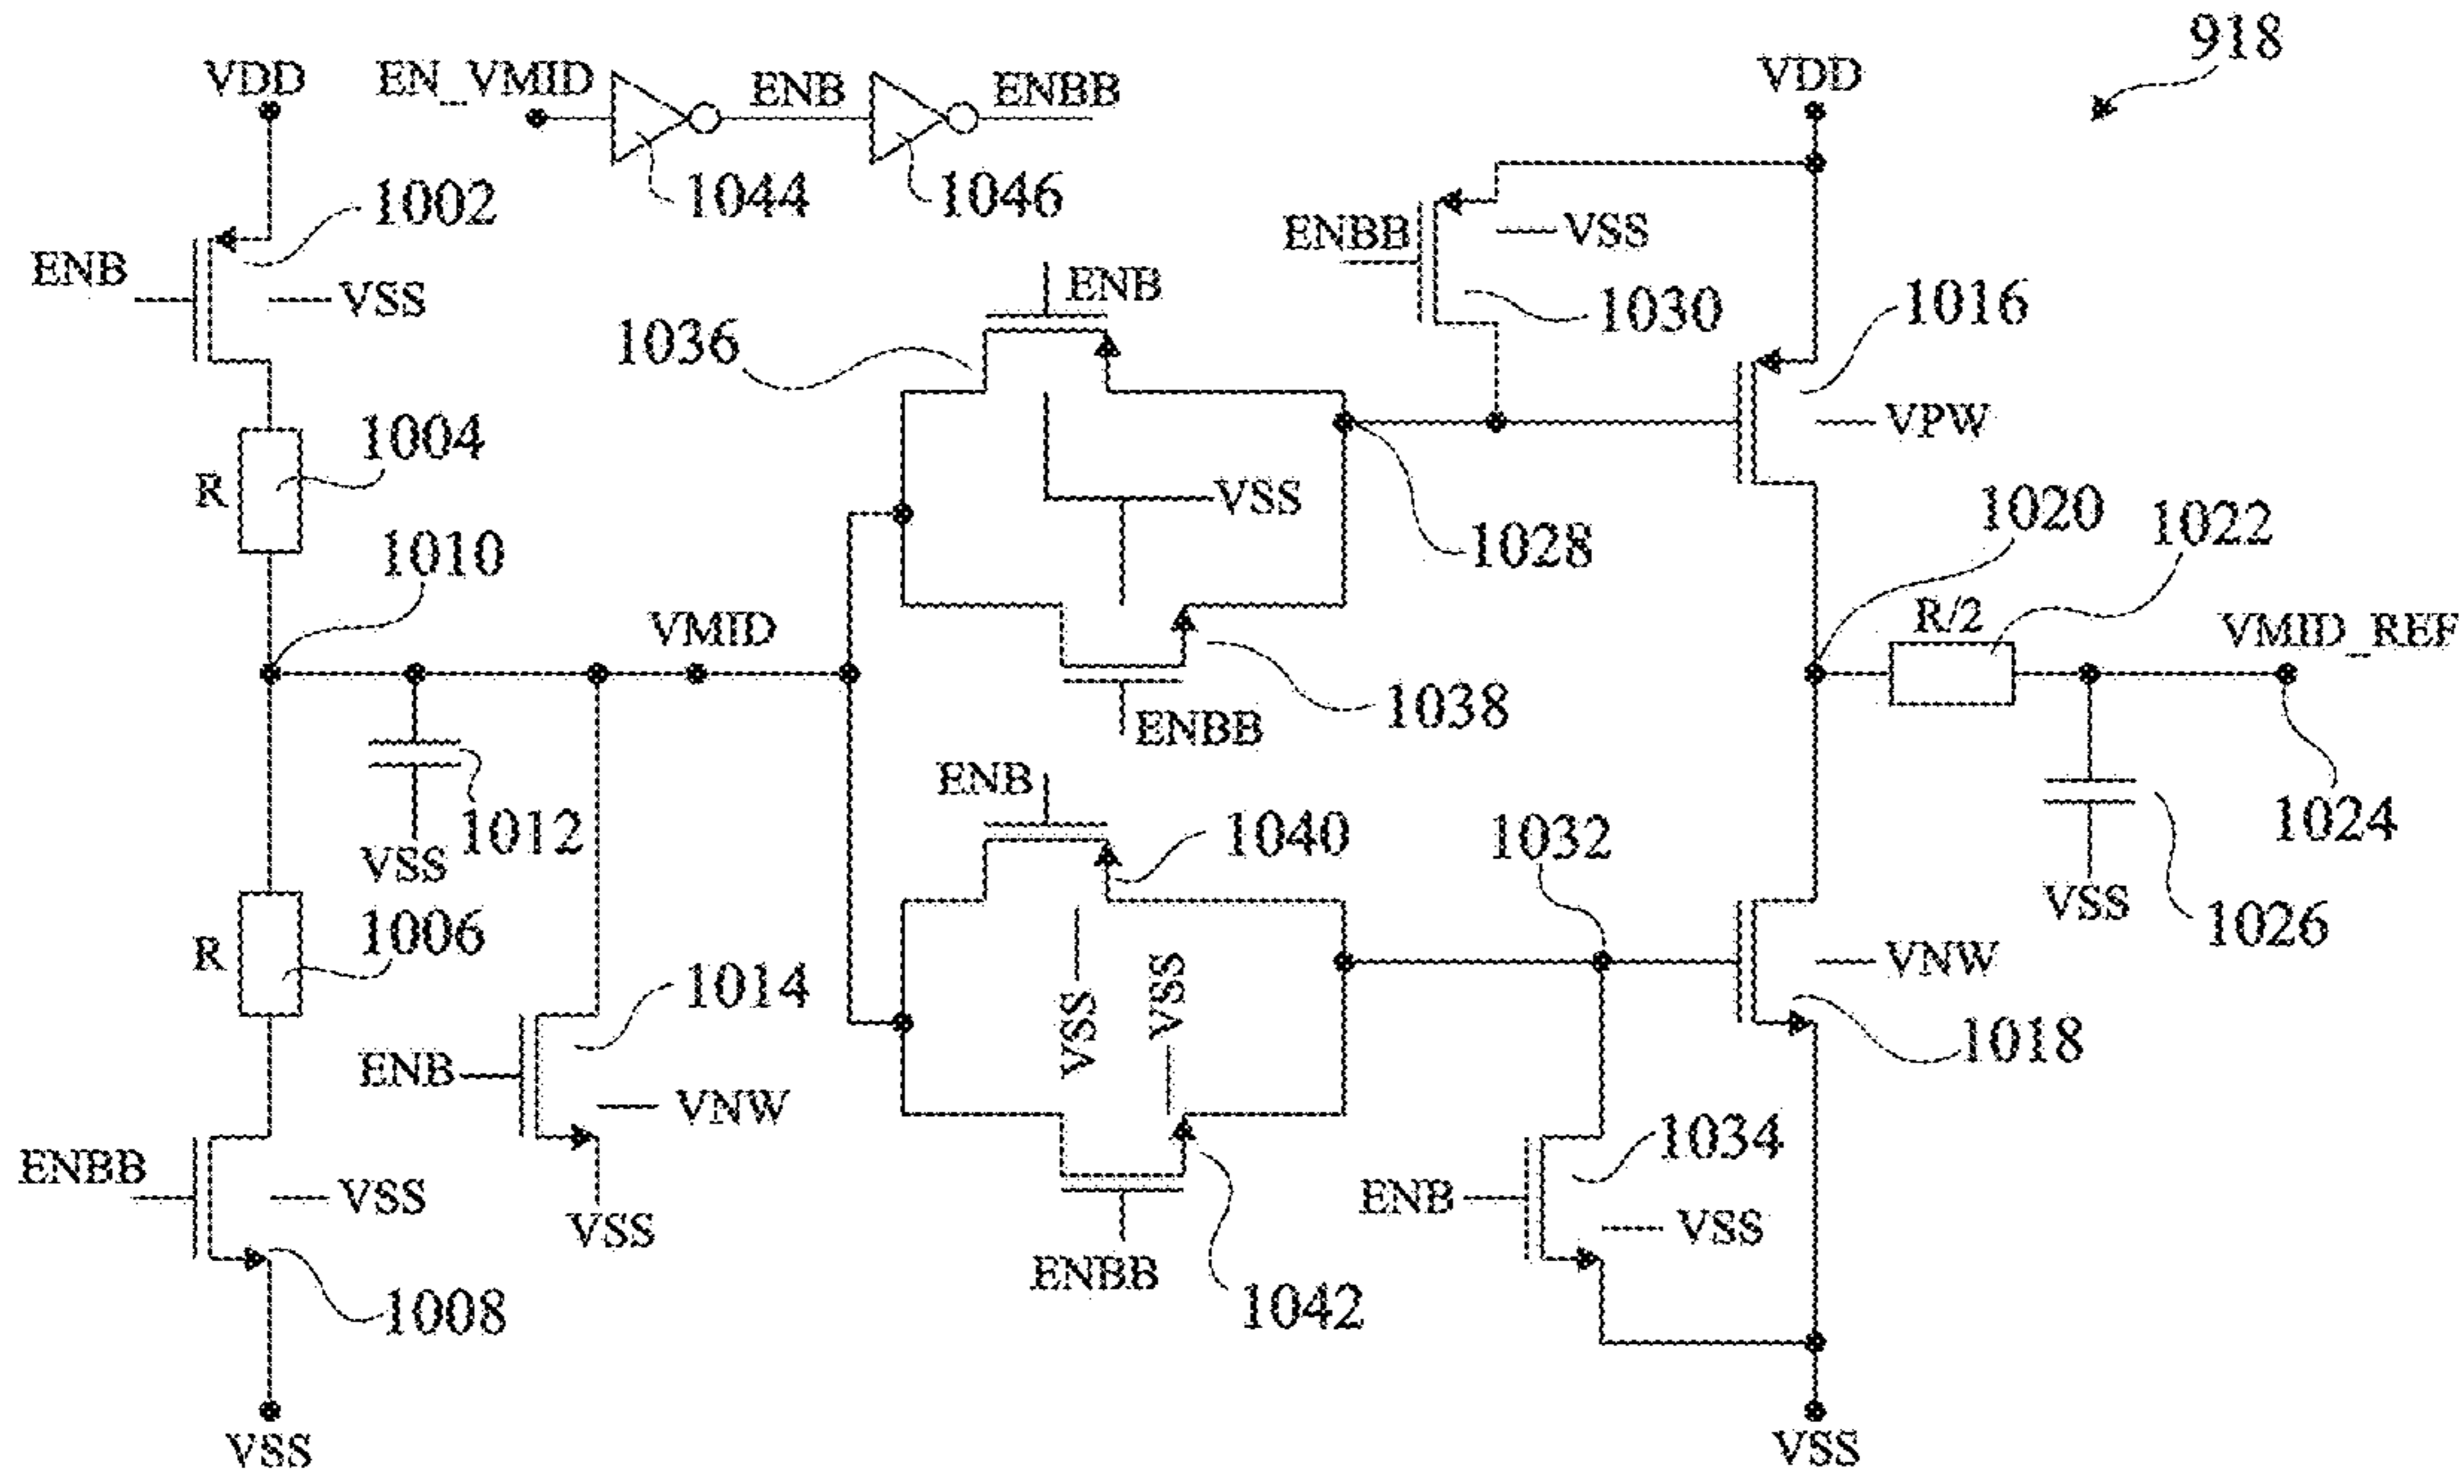 918
VDD
EN_VMID
ENB
ENBB
VDD
1044
1046
1002
ENB
VSS
ENBB
VSS
1030
1016
VPW
ENB
1036
1004
R
1010
VSS
1028
1020
1022
R/2
VMID_REF
VMID
1038
ENBB
1012
VSS
ENB
1040
1032
1024
VSS
1026
R
1006
1014
ENB
VNW
VSS
VSS
VSS
VNW
1018
ENBB
VSS
1008
ENBB
1042
ENB
1034
VSS
VSS
VSS